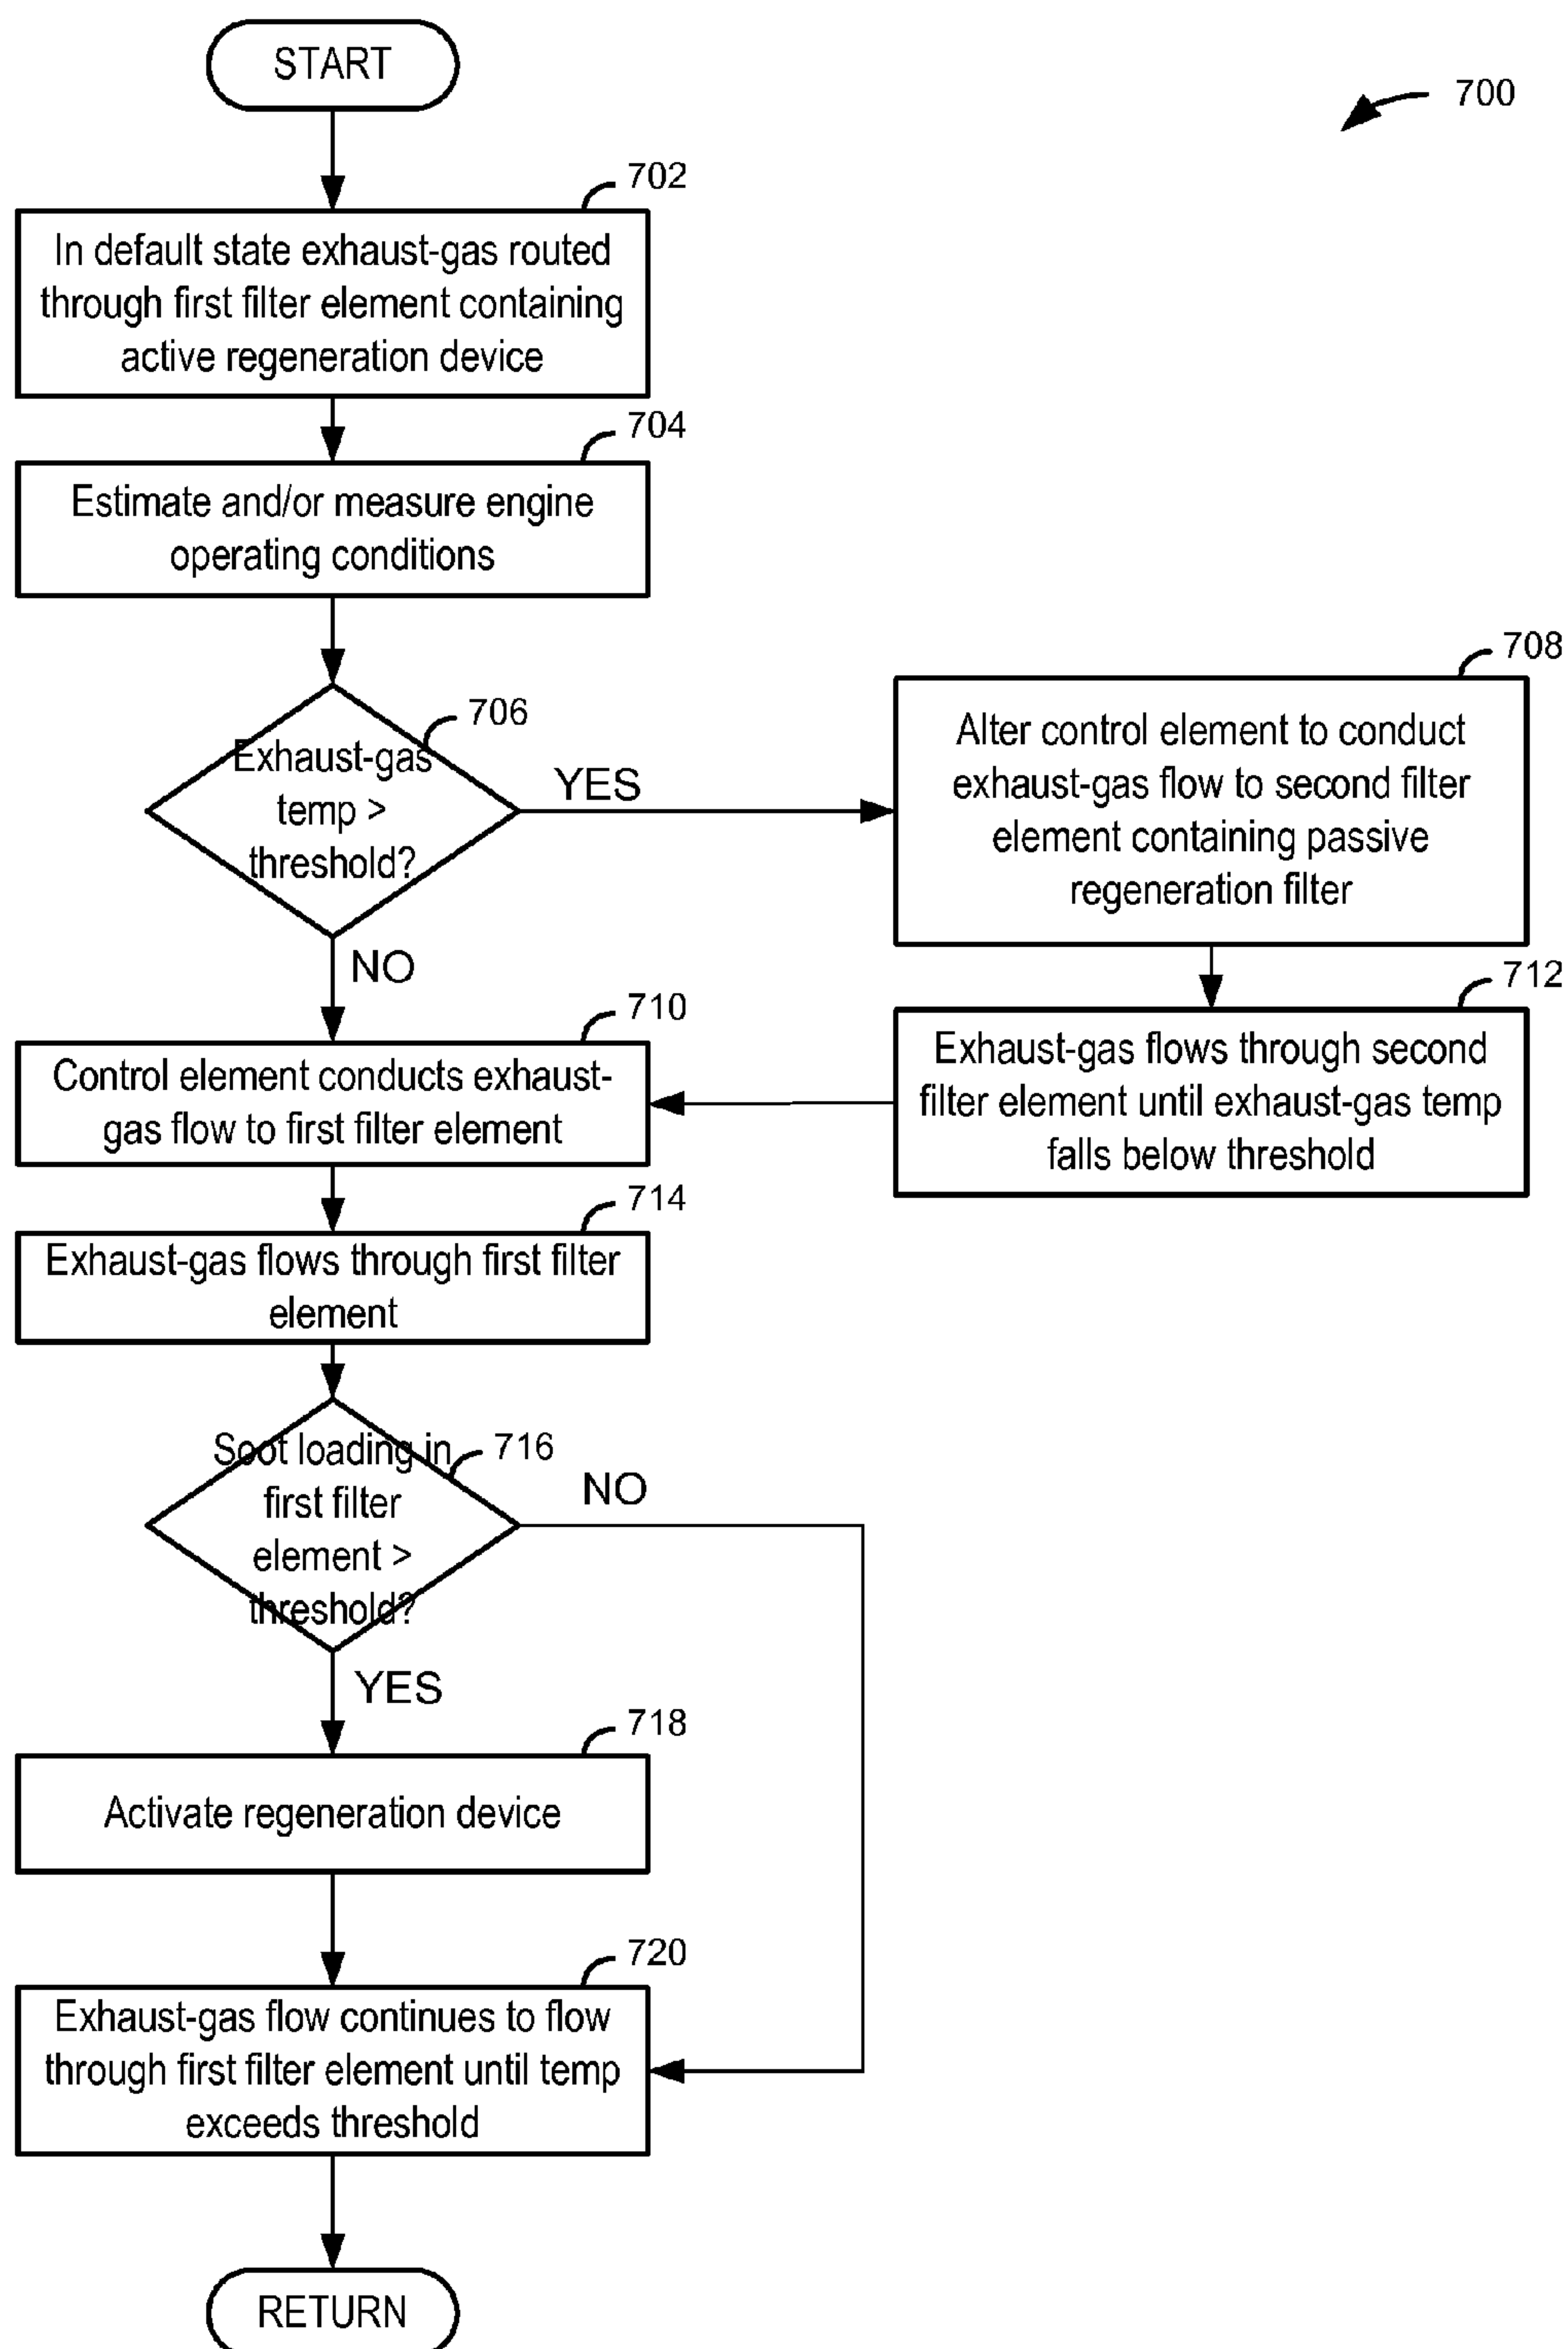 START
700
702
In default state exhaust-gas routed
through first filter element containing
active regeneration device
704
Estimate and/or measure engine
operating conditions
706
Exhaust-gas
temp >
threshold?
YES
NO
708
Alter control element to conduct
exhaust-gas flow to second filter
element containing passive
regeneration filter
712
Exhaust-gas flows through second
filter element until exhaust-gas temp
falls below threshold
710
Control element conducts exhaust-
gas flow to first filter element
714
Exhaust-gas flows through first filter
element
716
Soot loading in
first filter
element >
threshold?
NO
YES
718
Activate regeneration device
720
Exhaust-gas flow continues to flow
through first filter element until temp
exceeds threshold
RETURN